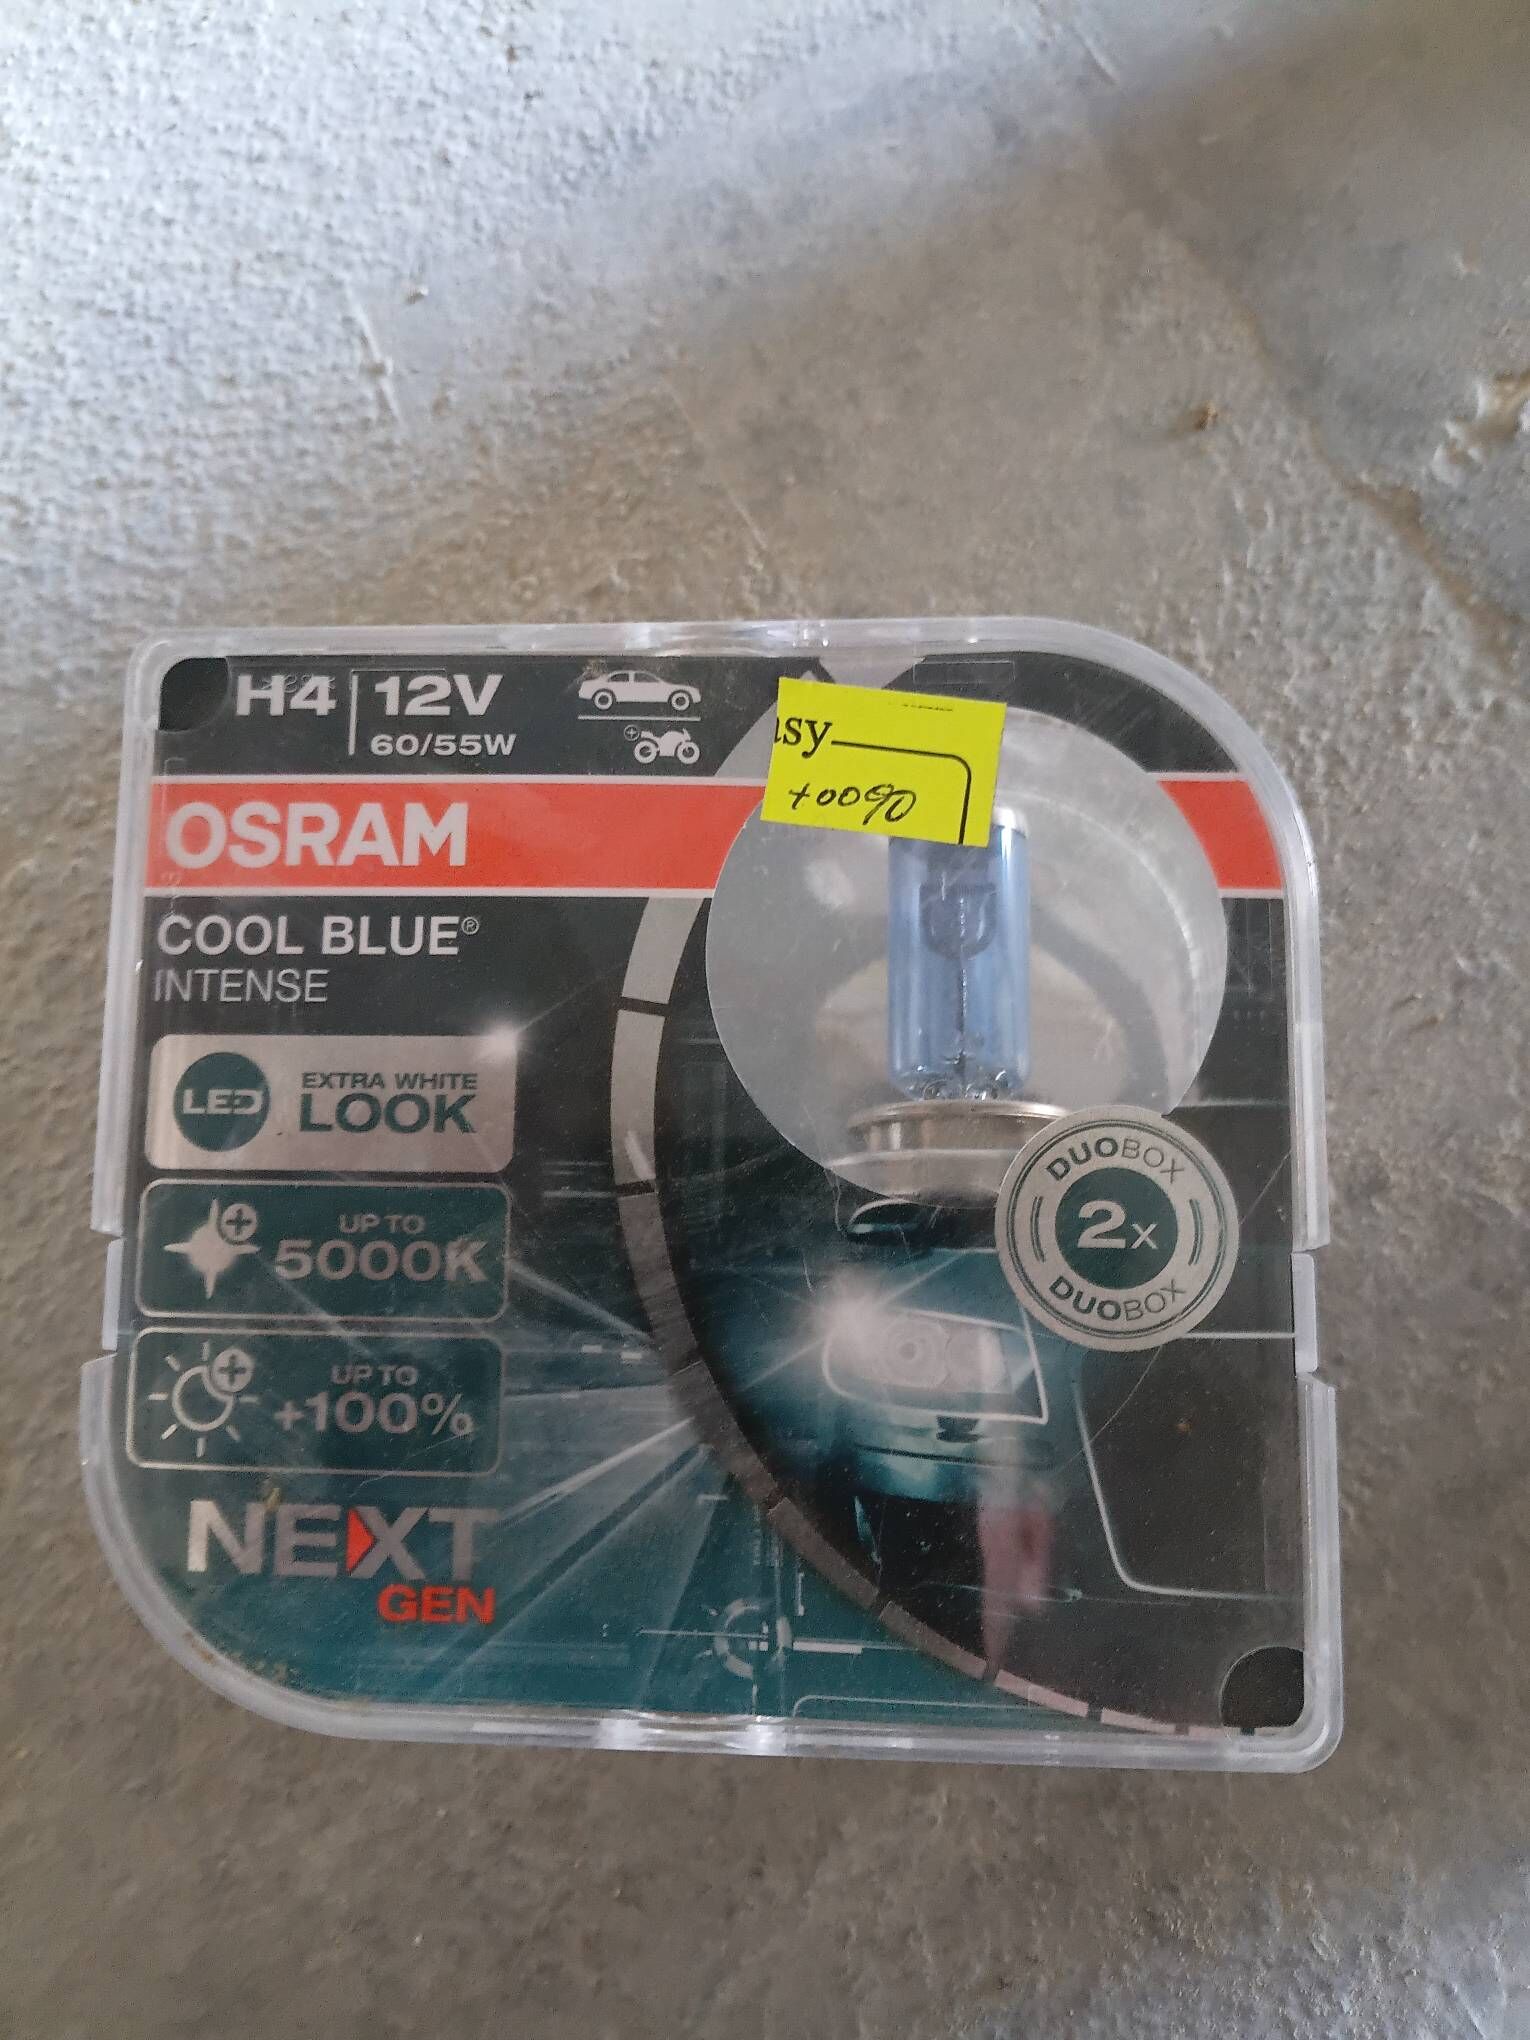 H4 12V
60/55W
asy
+00%
OSRAM
COOL BLUE®
INTENSE
LED EXTRA WHITE
LOOK
UP TO
5000K
UP TO
+100%
NEXT
GEN
DUOBOX
2x
DUOBOX